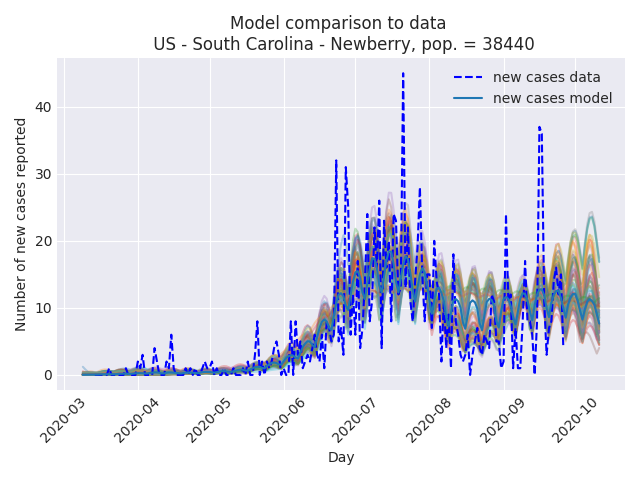 Model comparison to data
US - South Carolina - Newberry, pop. = 38440
new cases data
new cases model
Number of new cases reported
40
30
20
10
0
2020-03
2020-04
2020-05
2020-06
2020-07
2020-08
2020-09
2020-10
Day